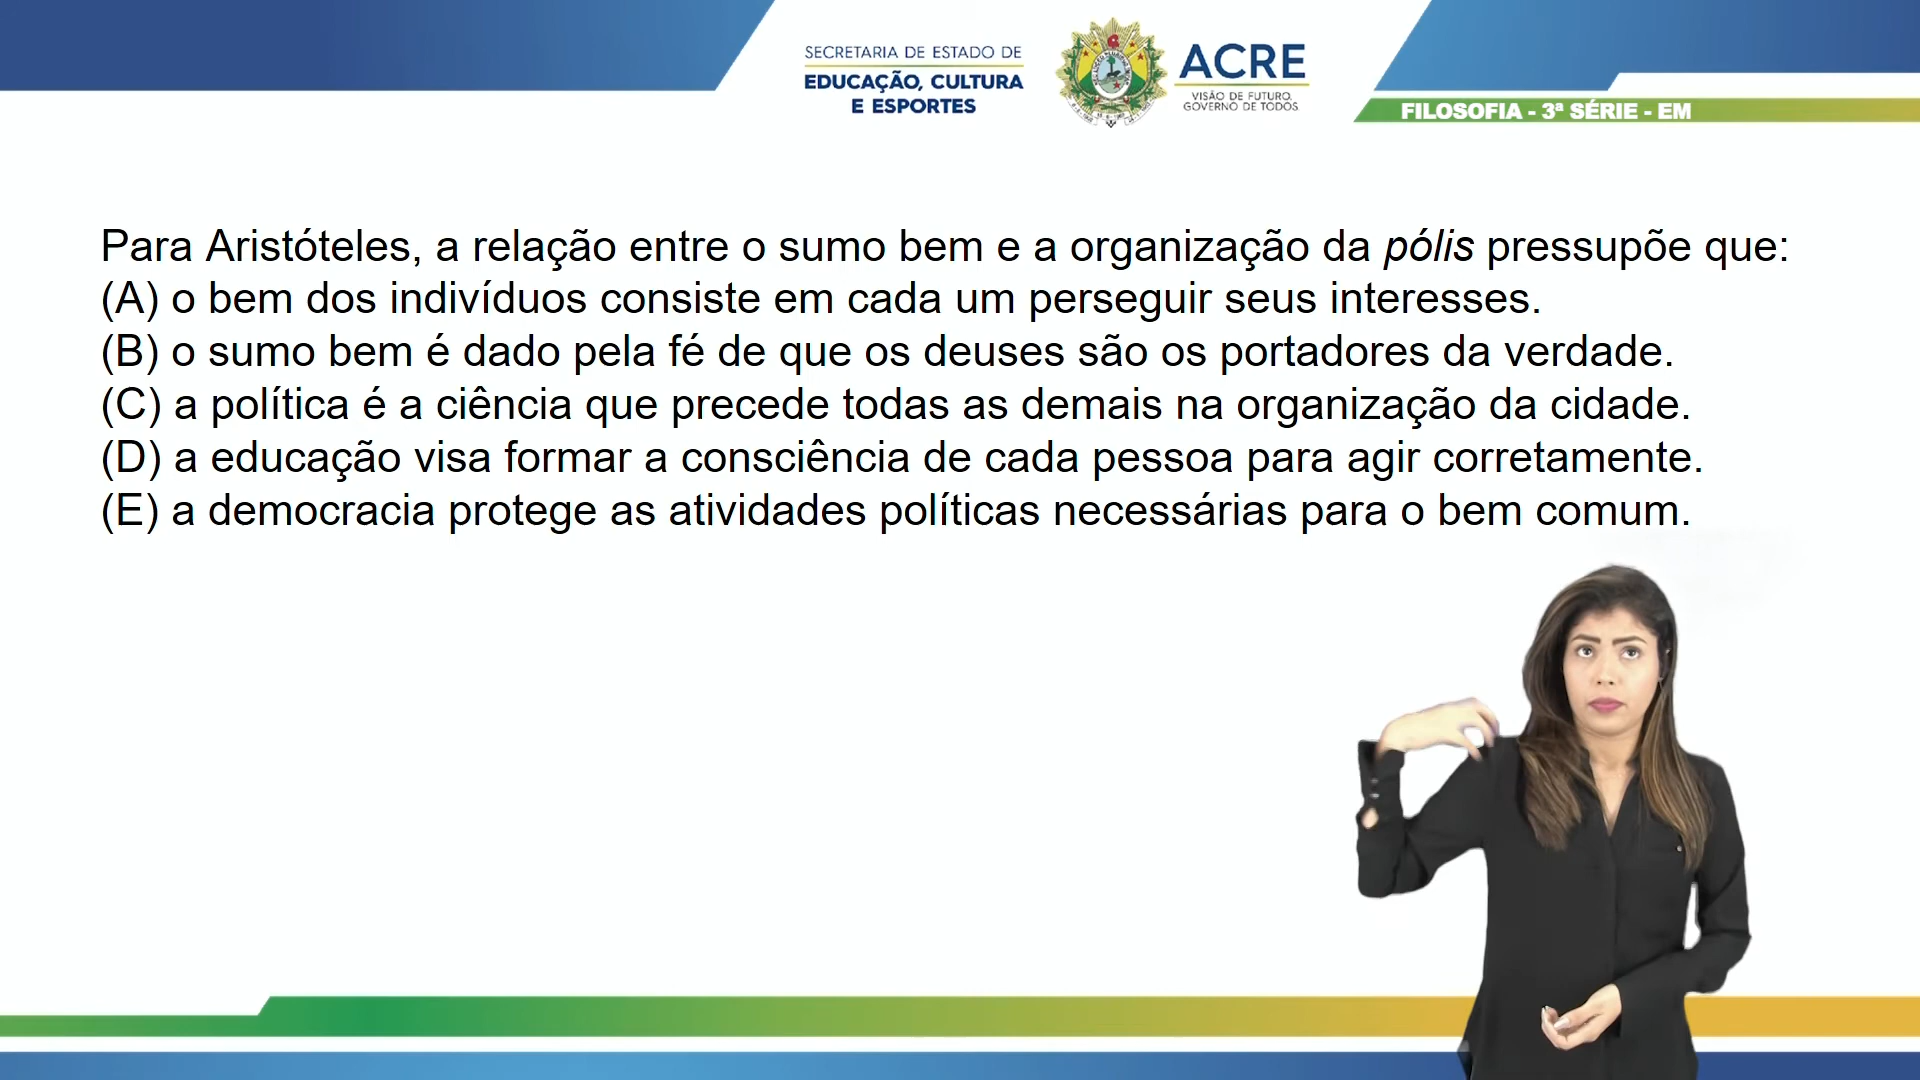 SECRETARIA DE ESTADO DE
EDUCAÇÃO, CULTURA
E ESPORTES
ACRE
VISÃO DE FUTURO.
GOVERNO DE TODOS.
FILOSOFIA - 3ª SÉRIE - EM
Para Aristóteles, a relação entre o sumo bem e a organização da pólis pressupõe que:
(A) o bem dos indivíduos consiste em cada um perseguir seus interesses.
(B) o sumo bem é dado pela fé de que os deuses são os portadores da verdade.
(C) a política é a ciência que precede todas as demais na organização da cidade.
(D) a educação visa formar a consciência de cada pessoa para agir corretamente.
(E) a democracia protege as atividades políticas necessárias para o bem comum.